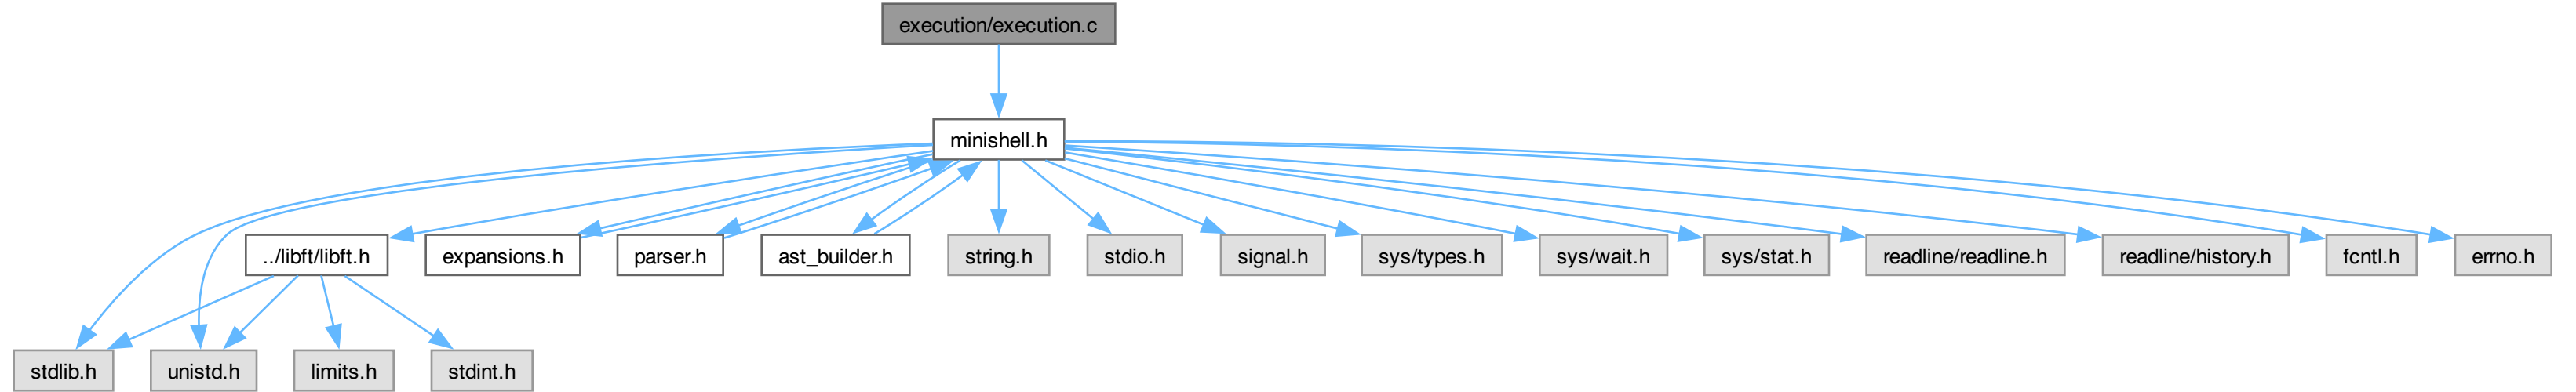 execution/execution.c
minishell.h
../libft/libft.h
expansions.h
parser.h
ast_builder.h
string.h
stdio.h
signal.h
sys/types.h
sys/wait.h
sys/stat.h
readline/readline.h
readline/history.h
fcntl.h
errno.h
stdlib.h
unistd.h
limits.h
stdint.h